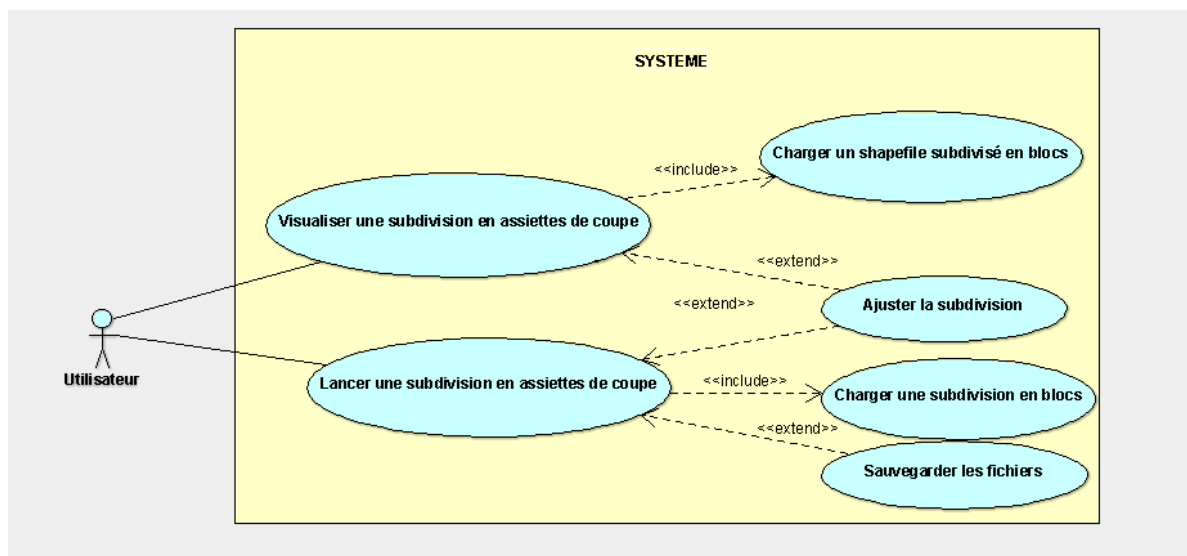 SYSTEME
Charger un shapefile subdivisé en blocs
<<include>>
Visualiser une subdivision en assiettes de coupe
<<extend>>
<<extend>>
Ajuster la subdivision
Utilisateur
Lancer une subdivision en assiettes de coupe
<<include>>
Charger une subdivision en blocs
<<extend>>
Sauvegarder les fichiers